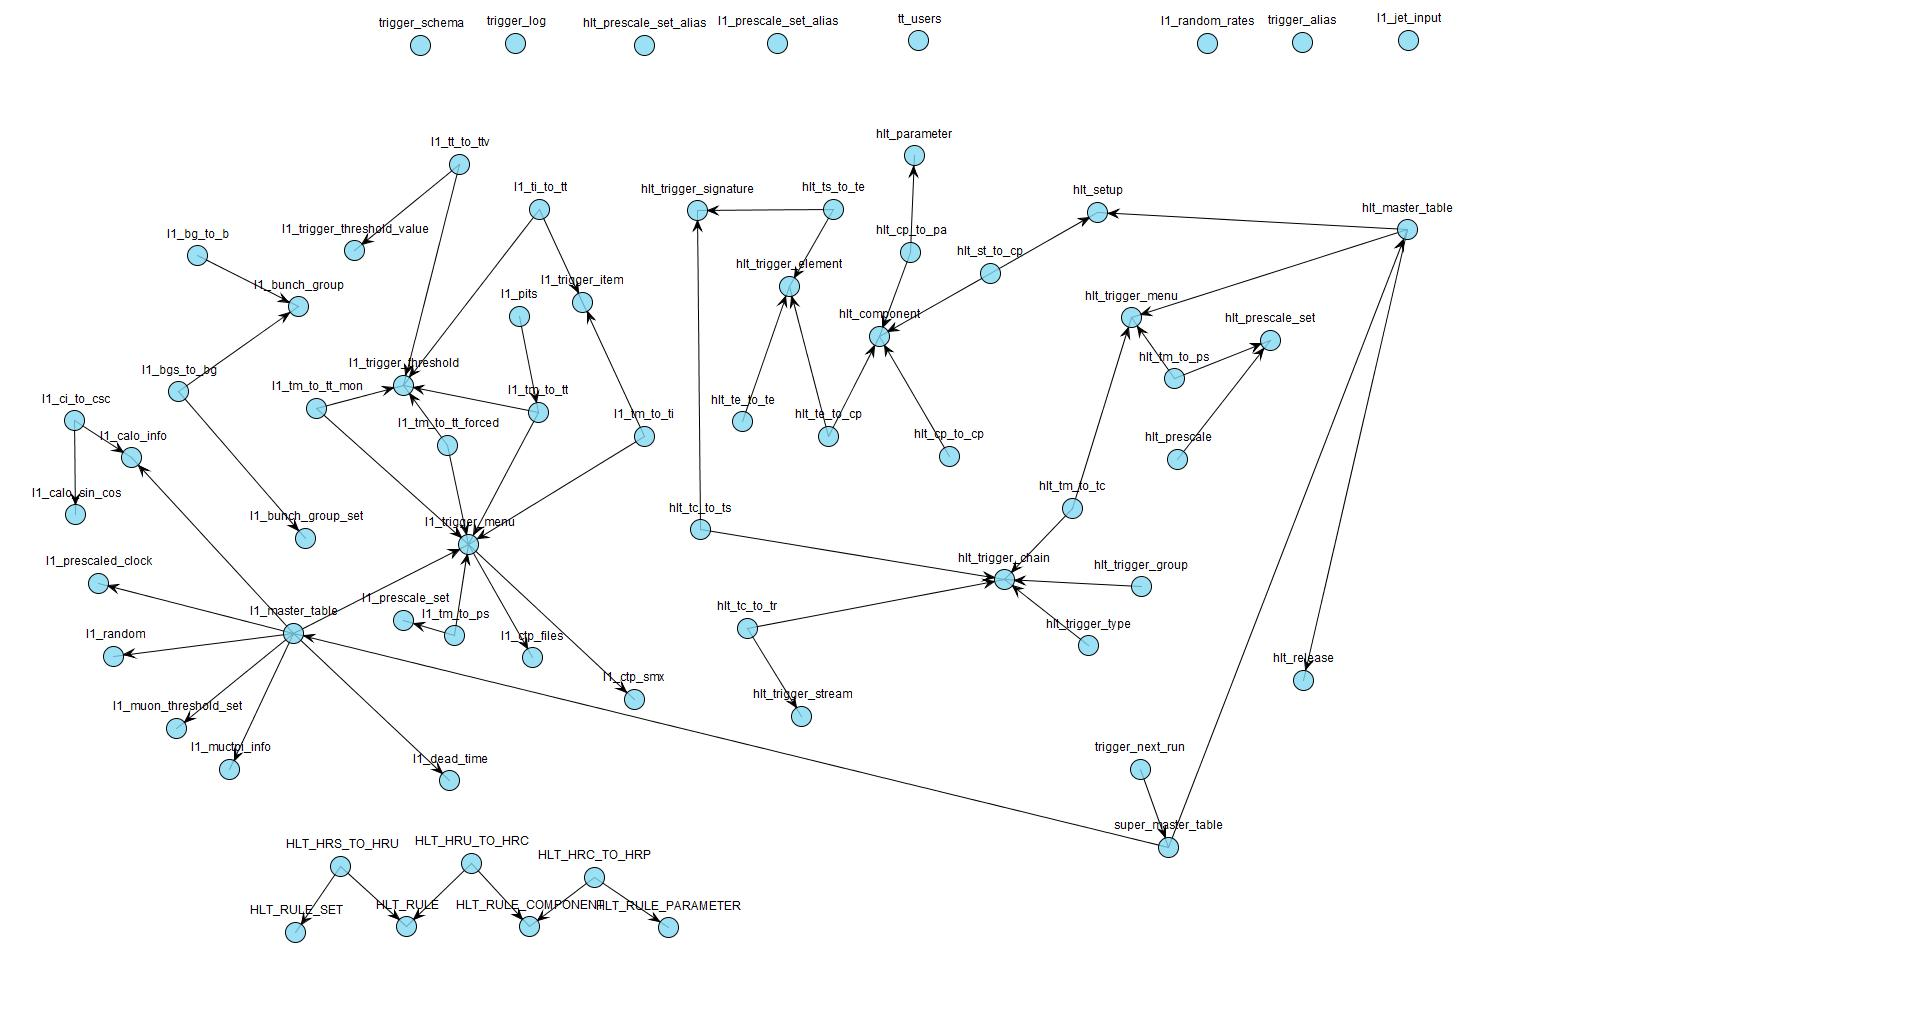 trigger_schema
trigger_log
hlt_prescale_set_alias
l1_prescale_set_alias
tt_users
l1_random_rates
trigger_alias
l1_jet_input
l1_tt_to_ttv
hlt_parameter
l1_ti_to_tt
hlt_trigger_signature
hlt_ts_to_te
hlt_setup
hlt_master_table
l1_bg_to_b
l1_trigger_threshold_value
hlt_cp_to_pa
hlt_st_to_cp
hlt_trigger_element
l1_bunch_group
l1_trigger_item
l1_pits
hlt_trigger_menu
hlt_component
hlt_prescale_set
l1_bgs_to_bg
l1_trigger_threshold
hlt_tm_to_ps
l1_tm_to_tt_mon
l1_tm_to_tt
l1_ci_to_csc
hlt_te_to_te
hlt_te_to_cp
l1_tm_to_ti
l1_tm_to_tt_forced
l1_calo_info
hlt_cp_to_cp
hlt_prescale
l1_calo_sin_cos
hlt_tm_to_tc
l1_bunch_group_set
l1_trigger_menu
hlt_tc_to_ts
l1_prescaled_clock
hlt_trigger_chain
hlt_trigger_group
l1_prescale_set
l1_master_table
l1_tm_to_ps
hlt_tc_to_tr
l1_random
l1_ctp_files
hlt_trigger_type
hlt_release
l1_ctp_smx
hlt_trigger_stream
l1_muon_threshold_set
l1_muctpi_info
l1_dead_time
trigger_next_run
super_master_table
HLT_HRS_TO_HRU
HLT_HRU_TO_HRC
HLT_HRC_TO_HRP
HLT_RULE_SET
HLT_RULE
HLT_RULE_COMPONENT
HLT_RULE_PARAMETER